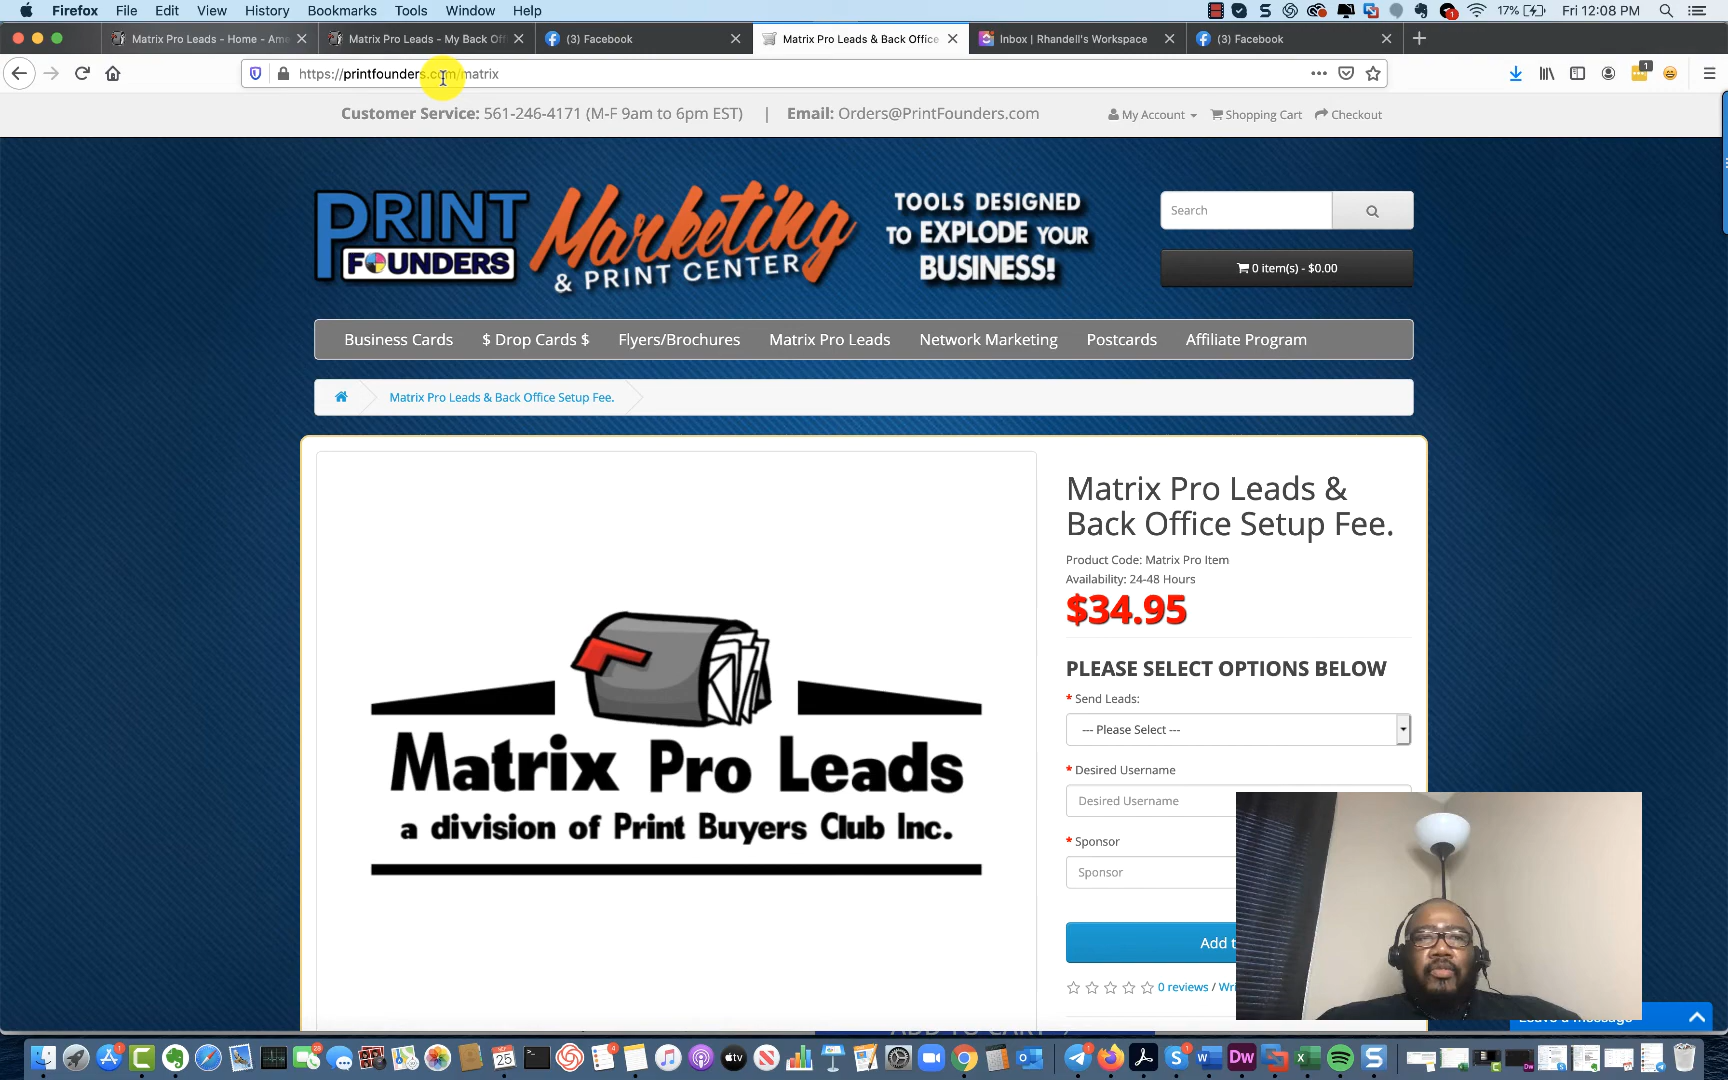 Firefox File Edit View History Bookmarks Tools Window Help 17% Fri 12:08 PM
Matrix Pro Leads - Home - Ame
Matrix Pro Leads - My Back Off
(3) Facebook
Matrix Pro Leads & Back Office
Inbox | Rhandell's Workspace
(3) Facebook
https://printfounders.com/matrix
Customer Service: 561-246-4171 (M-F 9am to 6pm EST) | Email: Orders@PrintFounders.com
My Account Shopping Cart Checkout
PRINT
FOUNDERS
Marketing
& PRINT CENTER
TOOLS DESIGNED
TO EXPLODE YOUR
BUSINESS!
Search
0 item(s) - $0.00
Business Cards $ Drop Cards $ Flyers/Brochures Matrix Pro Leads Network Marketing Postcards Affiliate Program
Matrix Pro Leads & Back Office Setup Fee.
Matrix Pro Leads
a division of Print Buyers Club Inc.
Matrix Pro Leads &
Back Office Setup Fee.
Product Code: Matrix Pro Item
Availability: 24-48 Hours
$34.95
PLEASE SELECT OPTIONS BELOW
* Send Leads:
--- Please Select ---
* Desired Username
Desired Username
* Sponsor
Sponsor
Add t
0 reviews / Wri